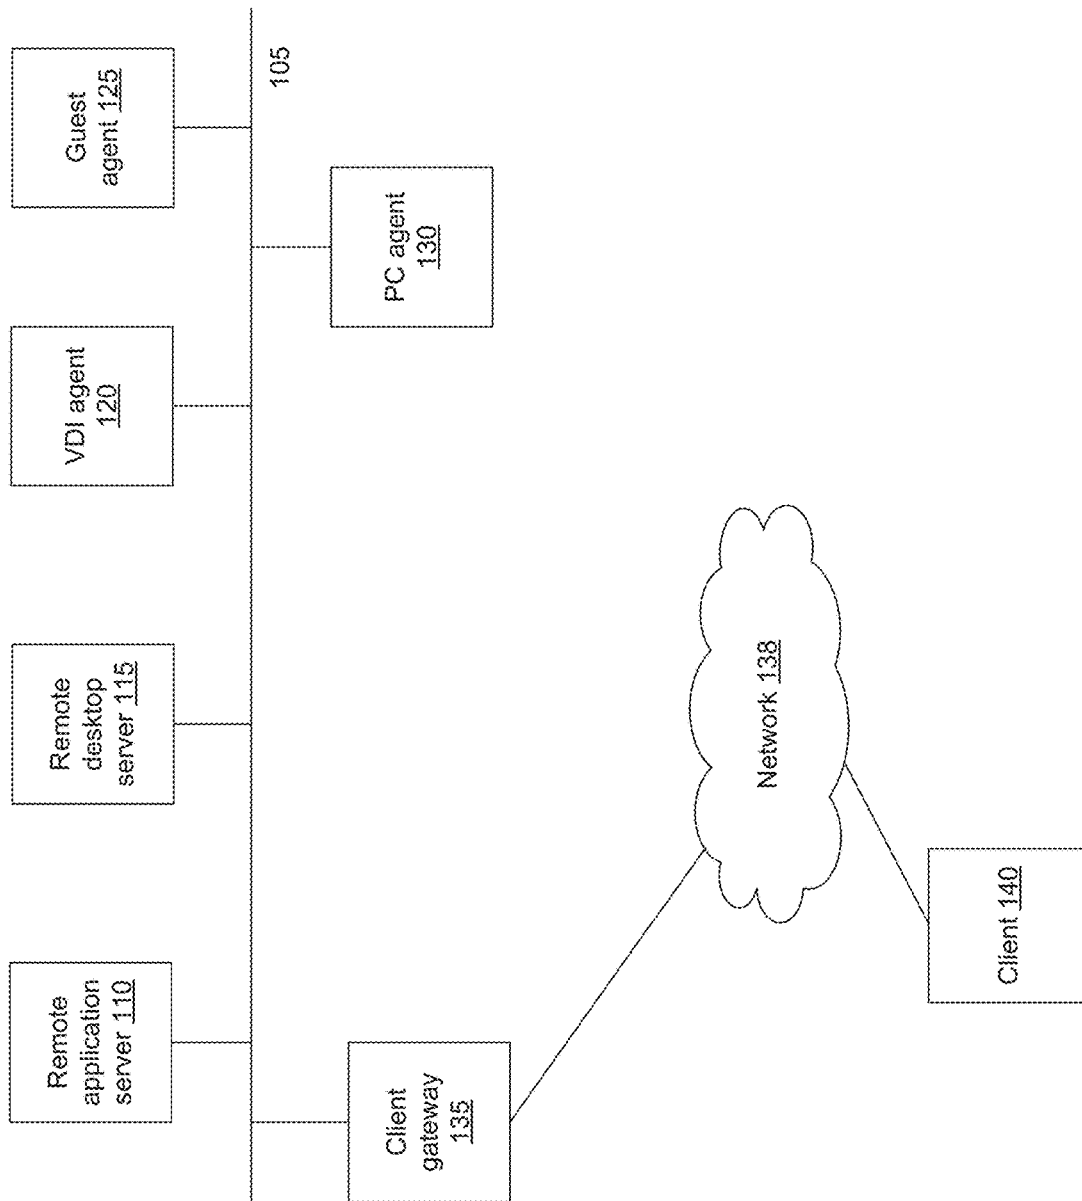 Remote
application
server 110
Remote
desktop
server 115
VDI agent
120
Guest
agent 125
105
Client
gateway
135
PC agent
130
Network 138
Client 140